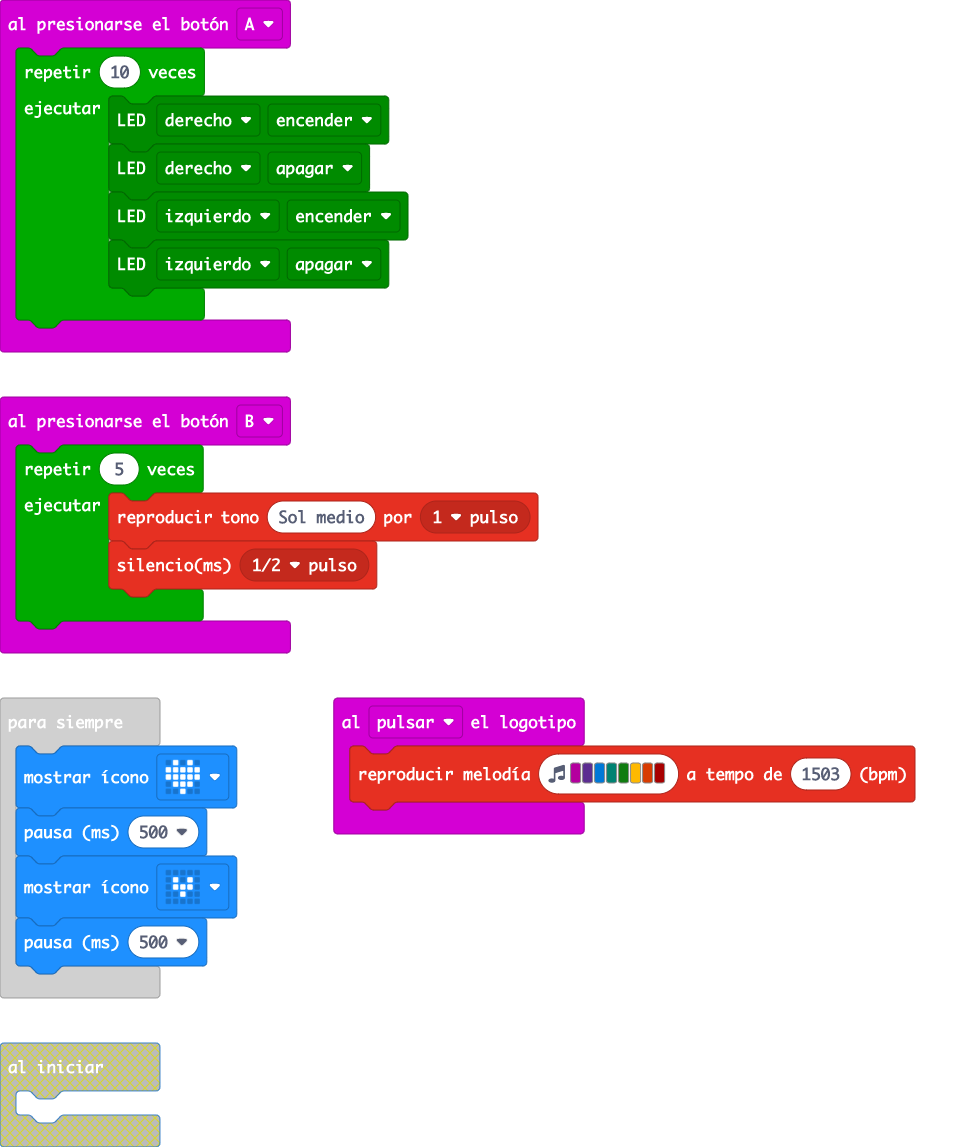 al presionarse el botón A
repetir 10 veces
ejecutar
LED derecho encender
LED derecho apagar
LED izquierdo encender
LED izquierdo apagar
al presionarse el botón B
repetir 5 veces
ejecutar
reproducir tono Sol medio por 1 pulso
silencio(ms) 1/2 pulso
para siempre
mostrar ícono
pausa (ms) 500
mostrar ícono
pausa (ms) 500
al pulsar el logotipo
reproducir melodía a tempo de 1503 (bpm)
al iniciar